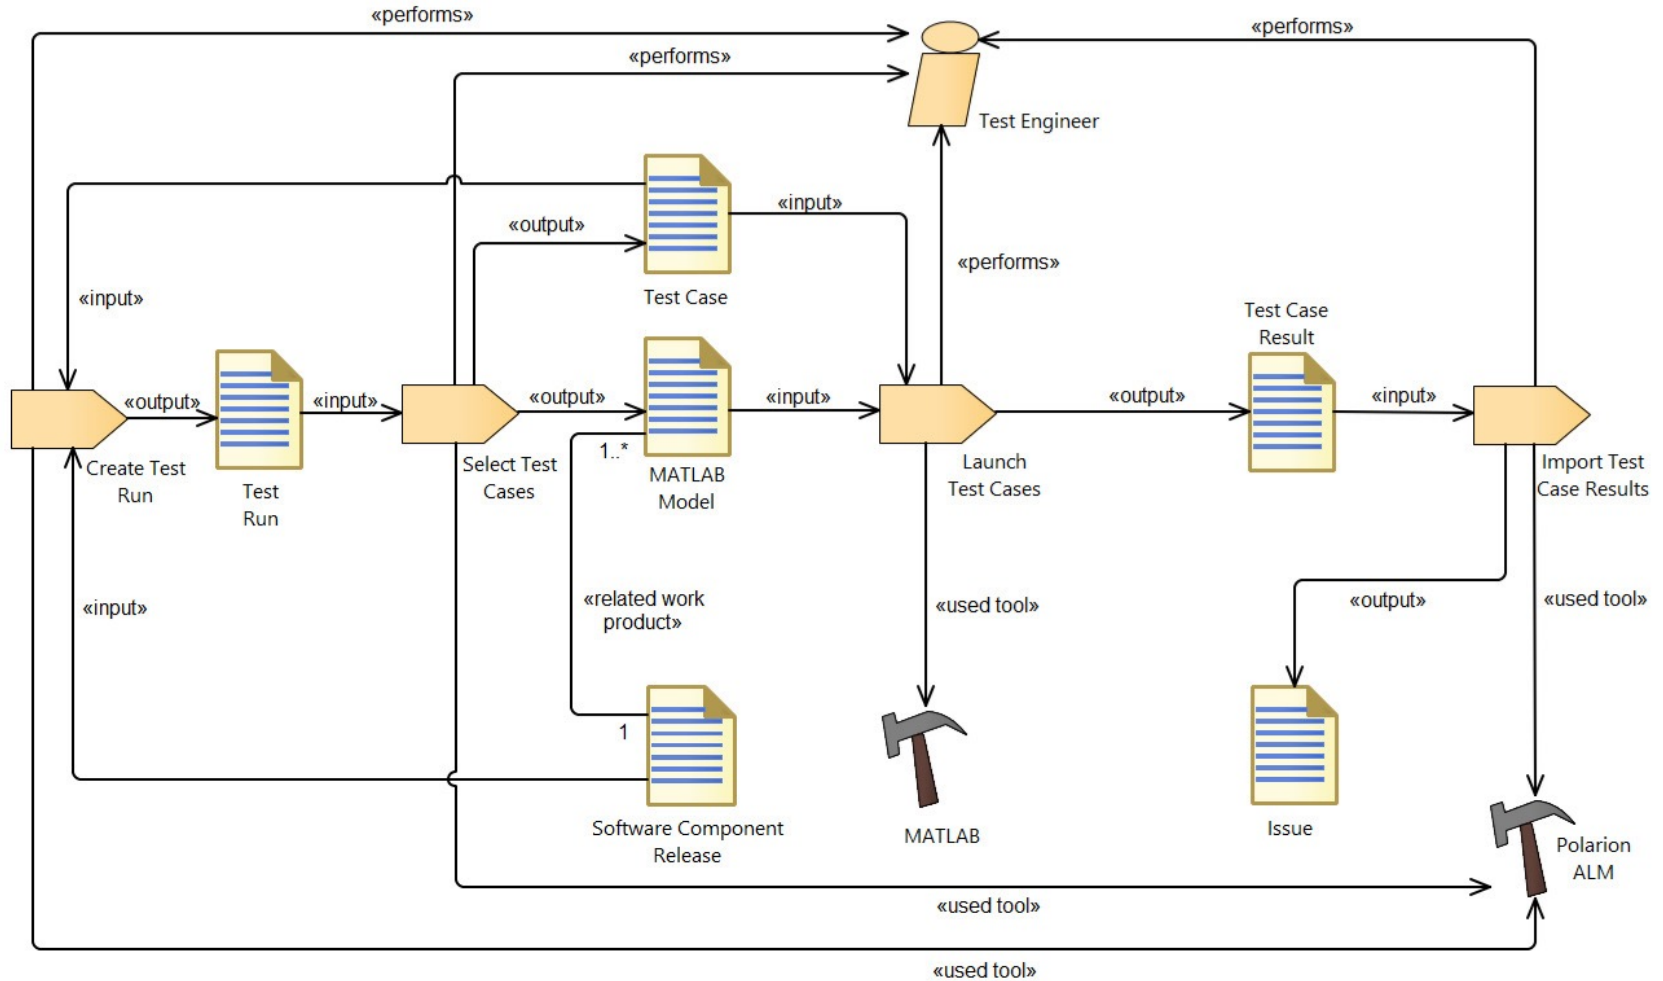 «performs»
«performs»
«performs»
Test Engineer
«input»
«output»
«performs»
«input»
Test Case
Test Case
Result
«output»
«input»
«output»
«input»
«output»
«input»
Create Test
Run
Test
Run
Select Test
Cases
1..*
MATLAB
Model
Launch
Test Cases
Import Test
Case Results
«input»
«related work
product»
«used tool»
«output»
«used tool»
1
Software Component
Release
MATLAB
Issue
Polarion
ALM
«used tool»
«used tool»